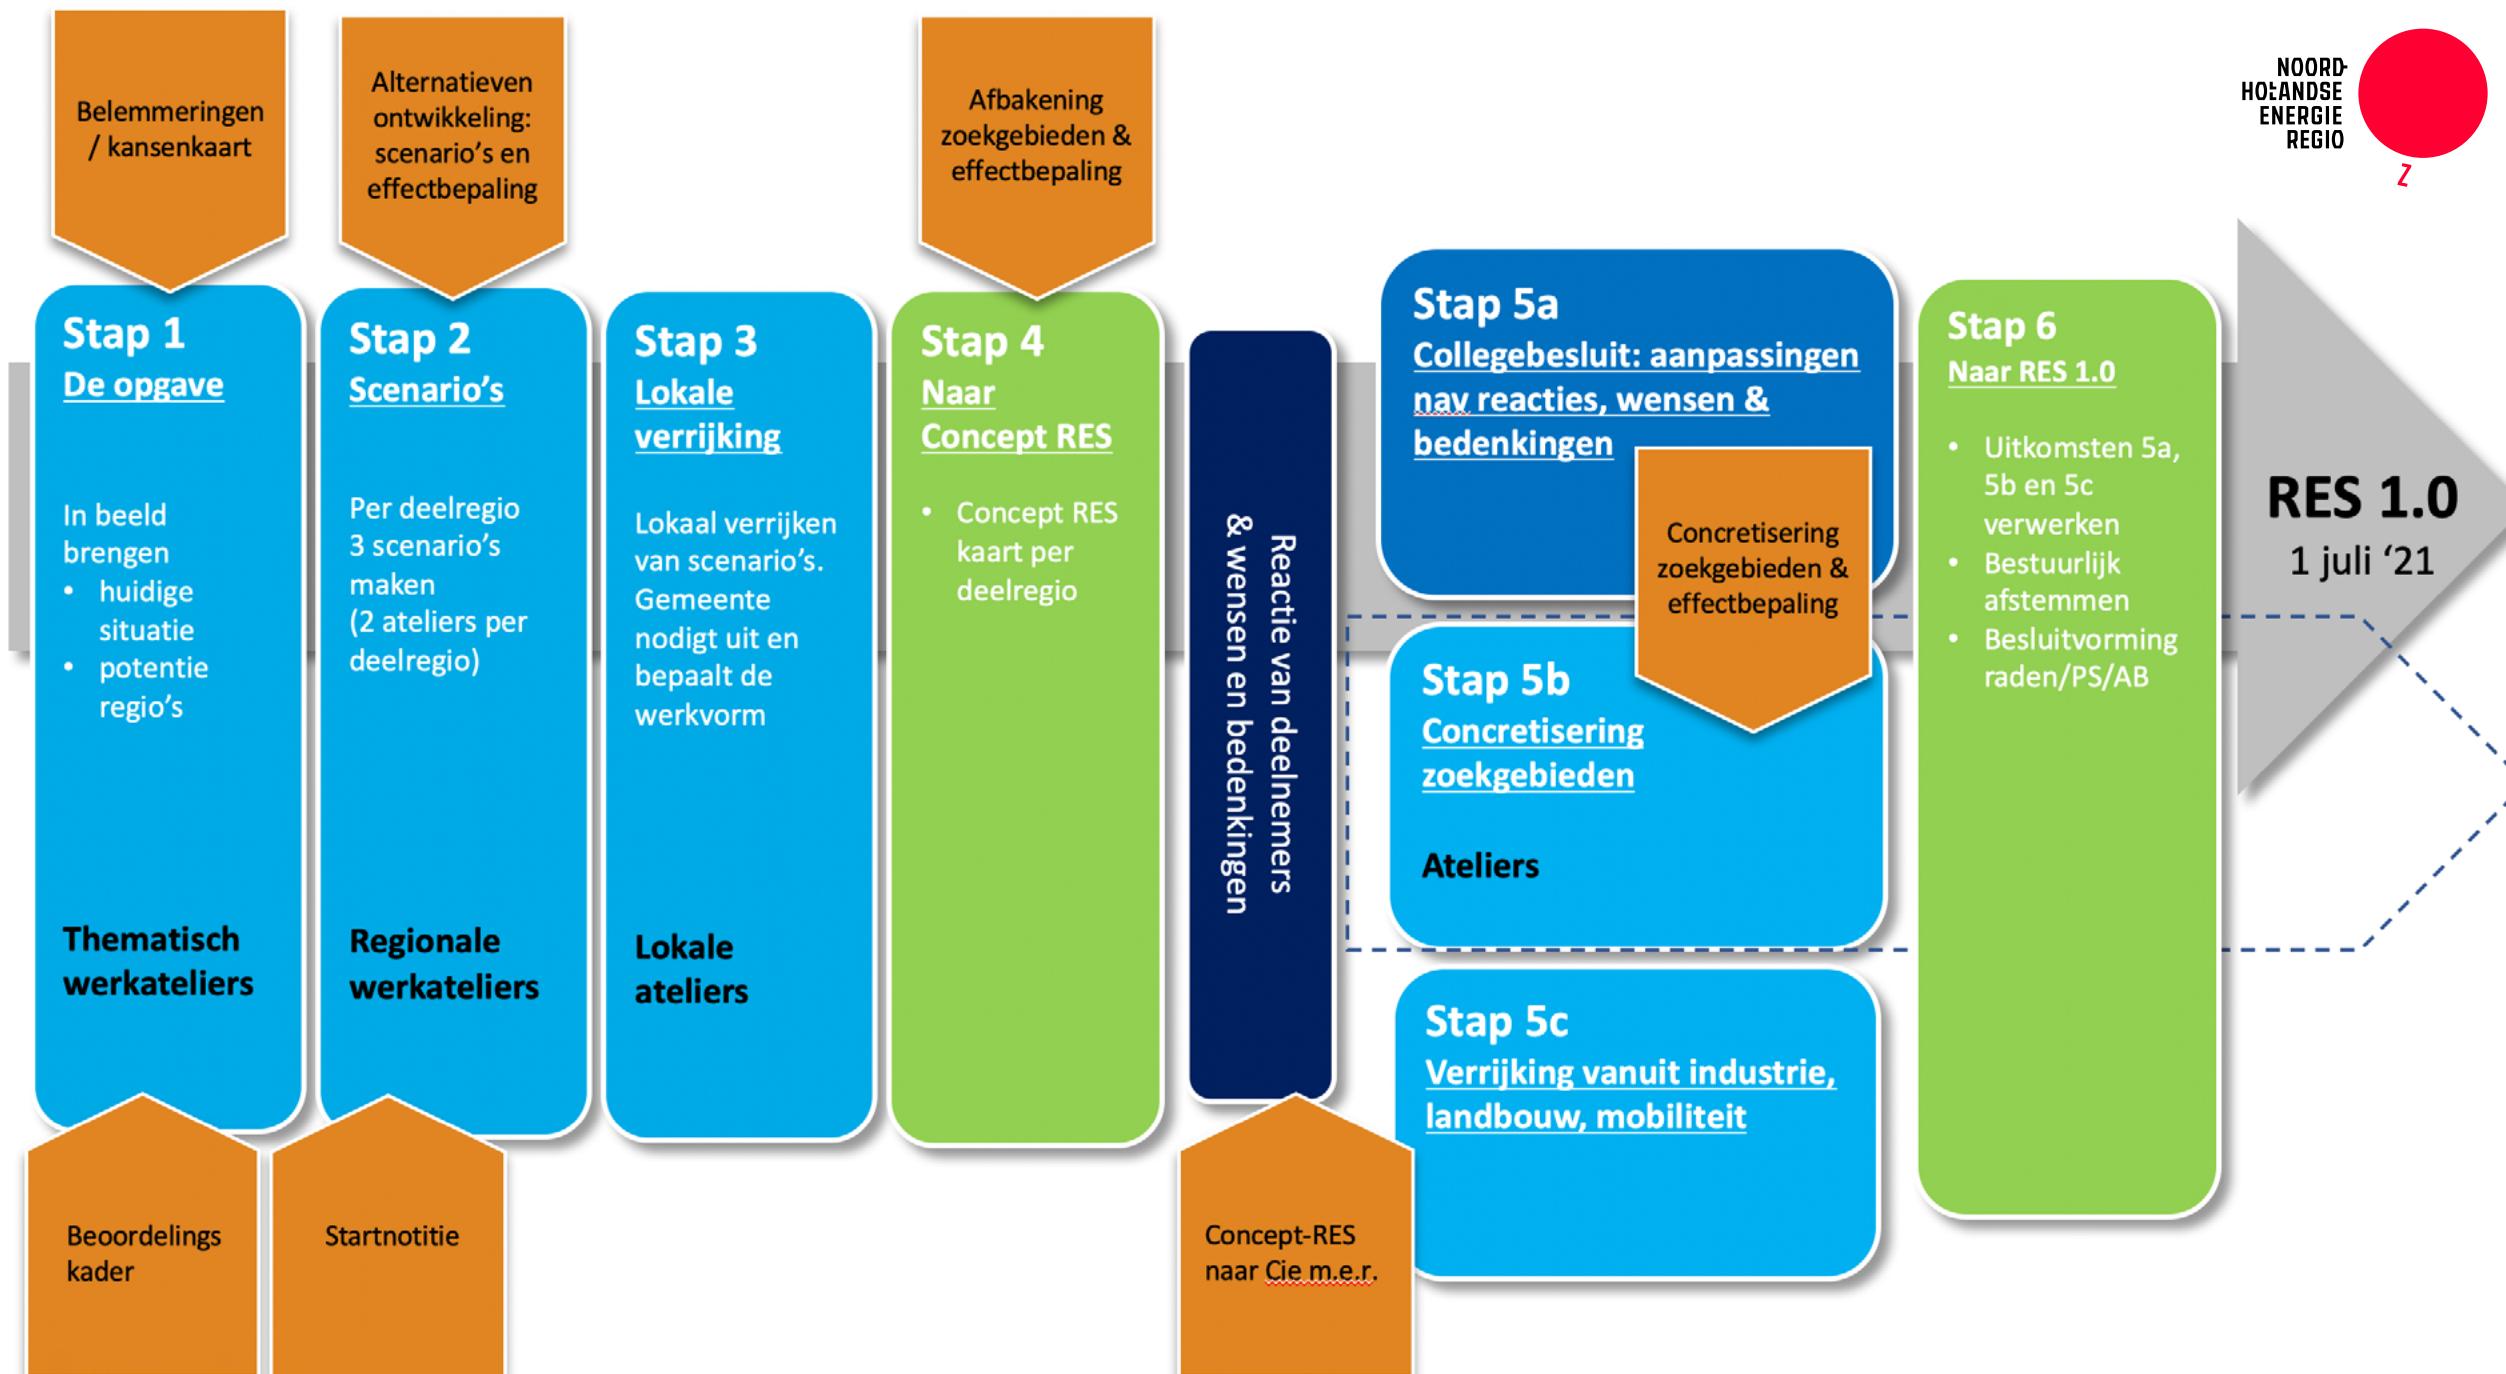 Belemmeringen
/ kansenkaart
Alternatieven
ontwikkeling:
scenario's en
effectbepaling
Afbakening
zoekgebieden &
effectbepaling
NOORD-
HOLLANDSE
ENERGIE
REGIO
Z
Stap 1
De opgave
In beeld
brengen
• huidige
situatie
• potentie
regio's
Thematisch
werkateliers
Stap 2
Scenario's
Per deelregio
3 scenario's
maken
(2 ateliers per
deelregio)
Regionale
werkateliers
Stap 3
Lokale
verrijking
Lokaal verrijken
van scenario's.
Gemeente
nodigt uit en
bepaalt de
werkvorm
Lokale
ateliers
Stap 4
Naar
Concept RES
• Concept RES
kaart per
deelregio
Reactie van deelnemers
& wensen en bedenkingen
Stap 5a
Collegebesluit: aanpassingen
nav reacties, wensen &
bedenkingen
Concretisering
zoekgebieden &
effectbepaling
Stap 5b
Concretisering
zoekgebieden
Ateliers
Stap 5c
Verrijking vanuit industrie,
landbouw, mobiliteit
Stap 6
Naar RES 1.0
• Uitkomsten 5a,
5b en 5c
verwerken
• Bestuurlijk
afstemmen
• Besluitvorming
raden/PS/AB
RES 1.0
1 juli ‘21
Beoordelings
kader
Startnotitie
Concept-RES
naar Cie m.e.r.